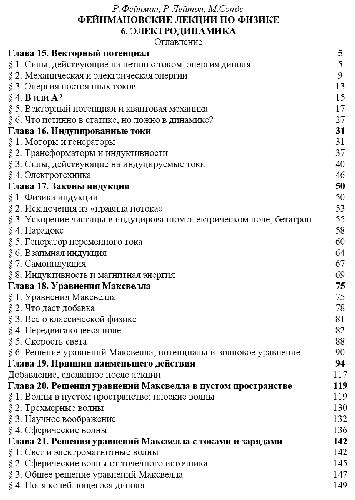 Р. Фейнман, Р. Лейтон, М. Сэндс
ФЕЙНМАНОВСКИЕ ЛЕКЦИИ ПО ФИЗИКЕ
6. ЭЛЕКТРОДИНАМИКА
Оглавление
Глава 15. Векторный потенциал 5
§ 1. Силы, действующие на петлю с током; энергия диполя 5
§ 2. Механическая и электрическая энергии 9
§ 3. Энергия постоянных токов 13
§ 4. В или А? 15
§ 5. Векторный потенциал и квантовая механика 17
§ 6. Что истинно в статике, но ложно в динамике? 27
Глава 16. Индуцированные токи 31
§ 1. Моторы и генераторы 31
§ 2. Трансформаторы и индуктивности 37
§ 3. Силы, действующие на индуцируемые токи 40
§ 4. Электротехника 46
Глава 17. Законы индукции 50
§ 1. Физика индукции 50
§ 2. Исключения из «правила потока» 53
§ 3. Ускорение частицы в индуцированном электрическом поле; бетатрон 55
§ 4. Парадокс 58
§ 5. Генератор переменного тока 60
§ 6. Взаимная индукция 64
§ 7. Самоиндукция 67
§ 8. Индуктивность и магнитная энергия 69
Глава 18. Уравнения Максвелла 75
§ 1. Уравнения Максвелла 75
§ 2. Что дает добавка 78
§ 3. Все о классической физике 81
§ 4. Передвигающееся поле 82
§ 5. Скорость света 88
§ 6. Решение уравнений Максвелла; потенциалы и волновое уравнение 90
Глава 19. Принцип наименьшего действия 94
Добавление, сделанное после лекции 117
Глава 20. Решения уравнений Максвелла в пустом пространстве 119
§ 1. Волны в пустом пространстве; плоские волны 119
§ 2. Трехмерные волны 130
§ 3. Научное воображение 132
§ 4. Сферические волны 136
Глава 21. Решения уравнений Максвелла с токами и зарядами 142
§ 1. Свет и электромагнитные волны 142
§ 2. Сферические волны от точечного источника 145
§ 3. Общее решение уравнений Максвелла 147
§ 4. Поля колеблющегося диполя 149